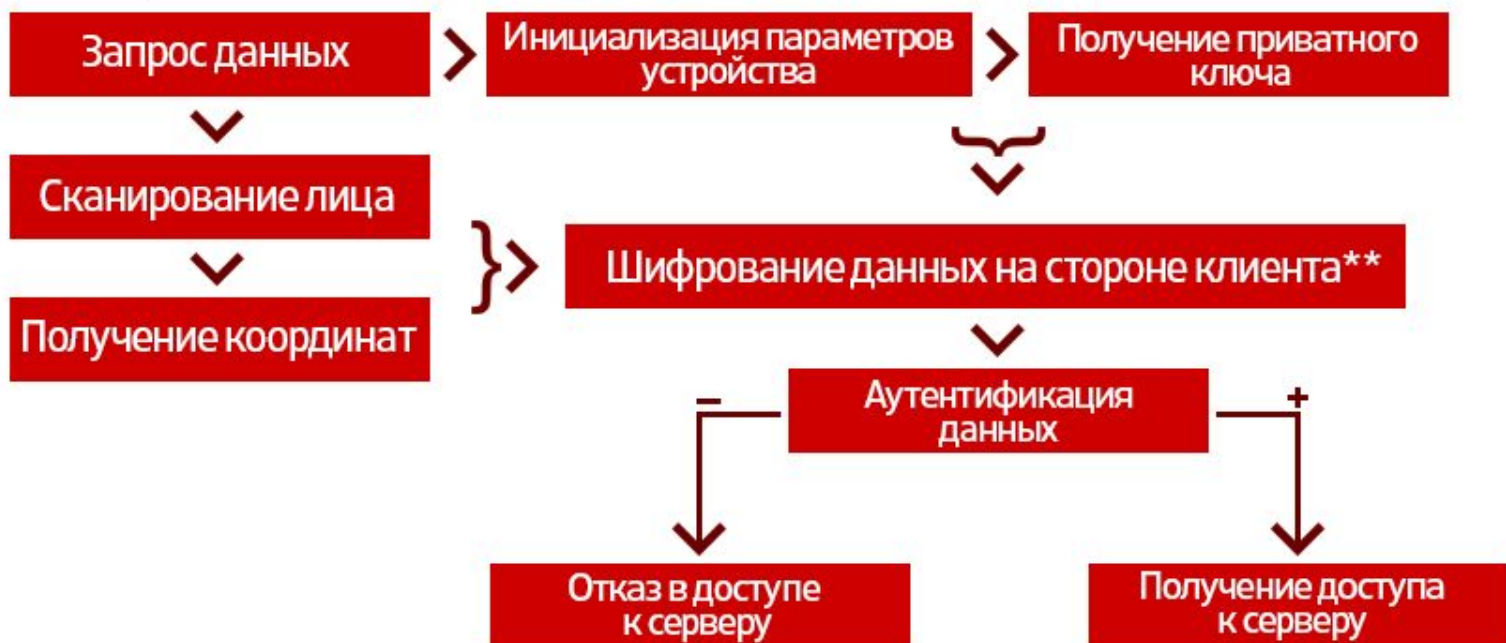 Запрос данных
Инициализация параметров
устройства
Получение приватного
ключа
Сканирование лица
Шифрование данных на стороне клиента**
Получение координат
Аутентификация
данных
–
+
Отказ в доступе
к серверу
Получение доступа
к серверу